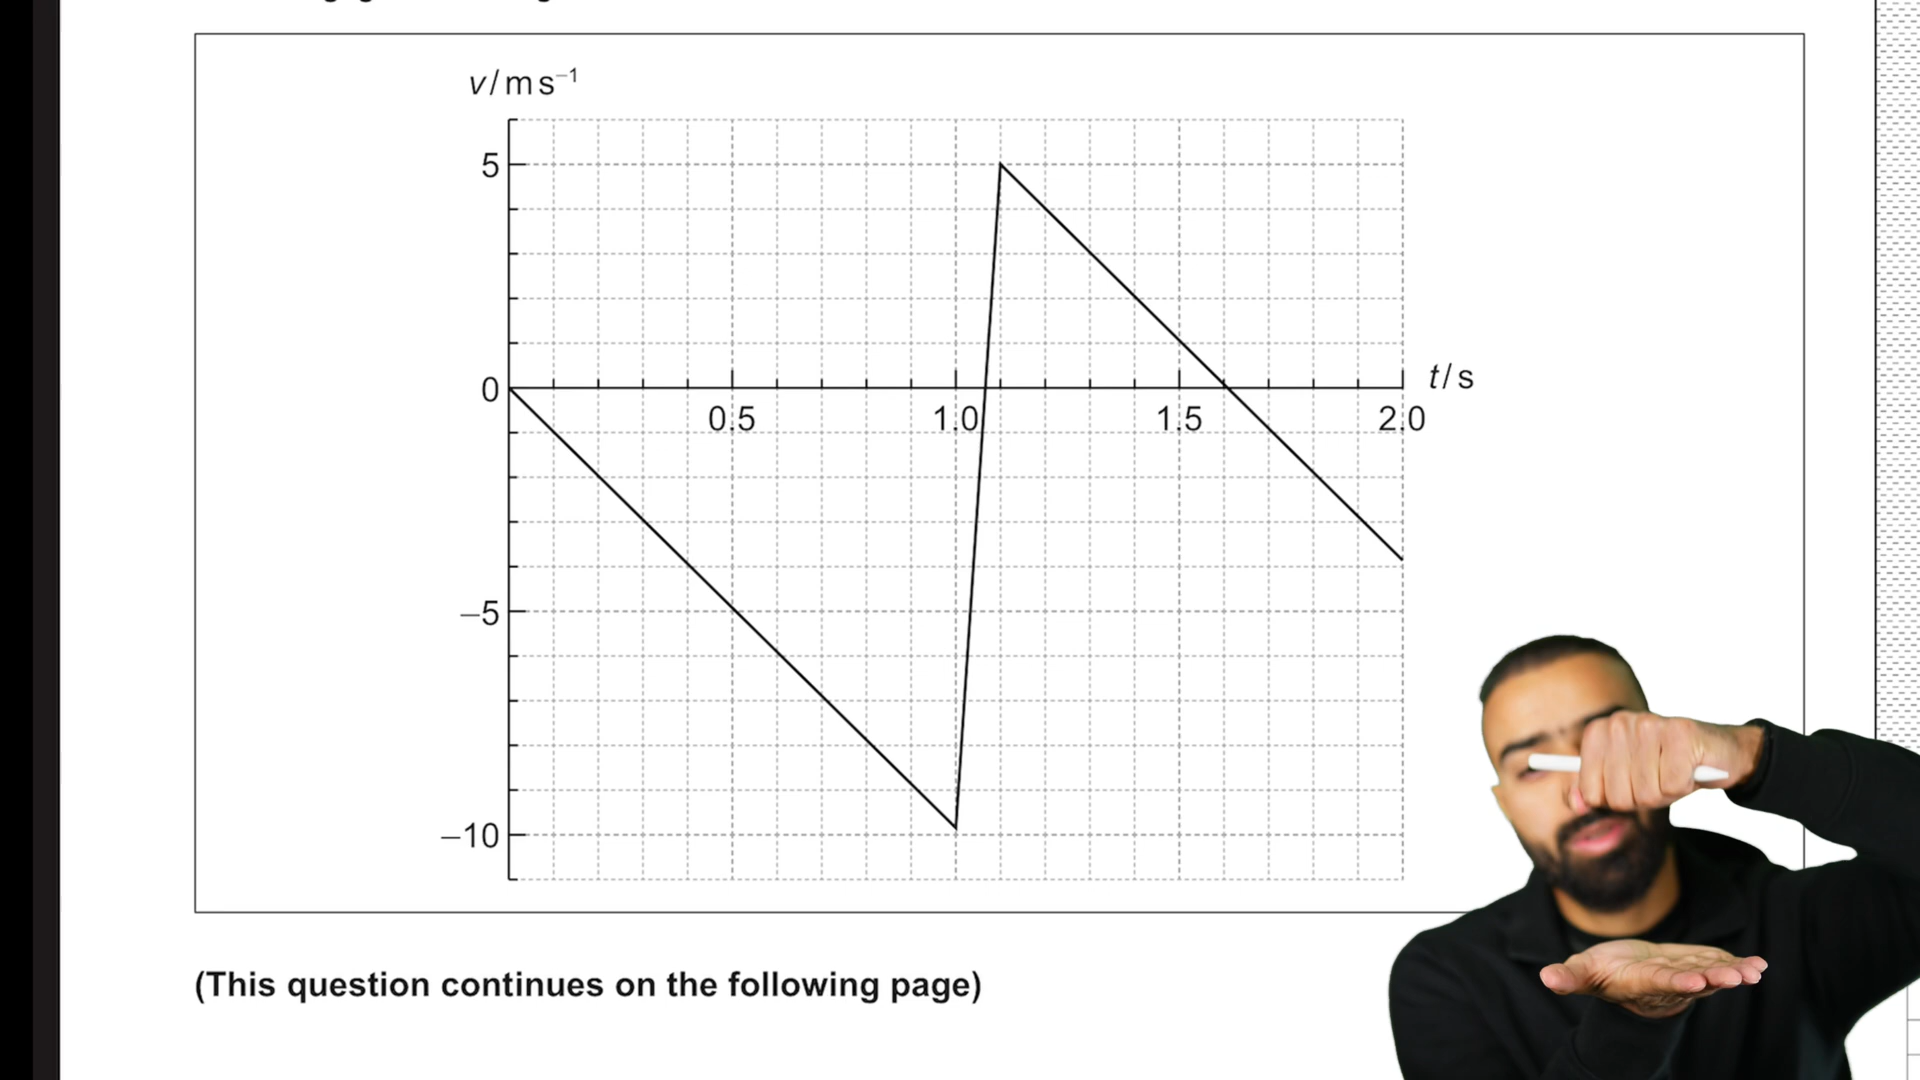 v/m s⁻¹
5
0
0.5 1.0 1.5 2.0
t/s
–5
–10
(This question continues on the following page)